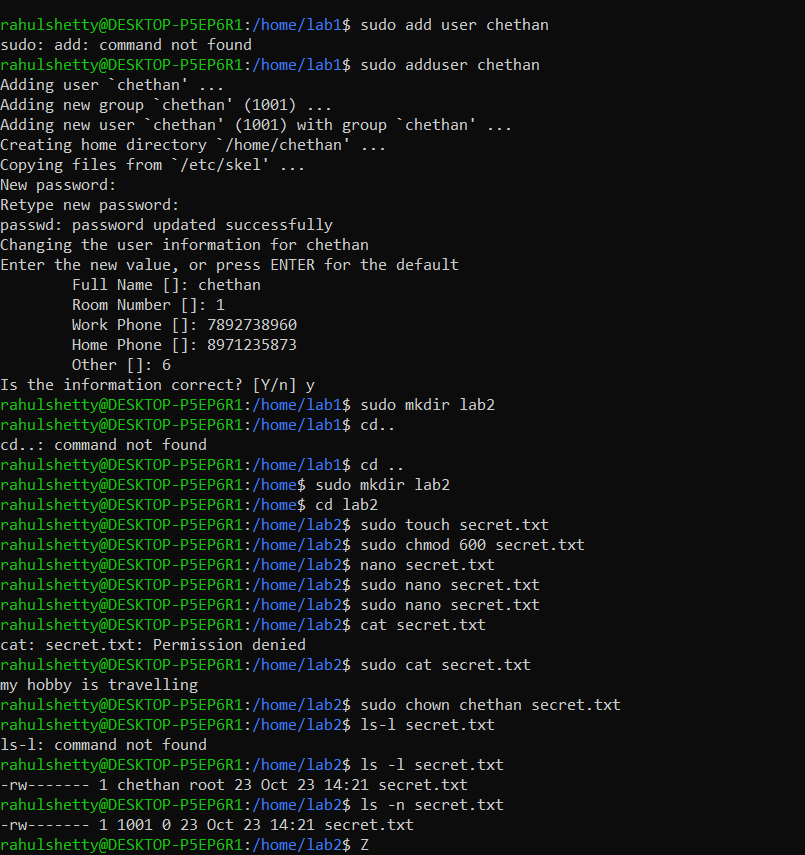 rahulshetty@DESKTOP-P5EP6R1:/home/lab1$ sudo add user chethan
sudo: add: command not found
rahulshetty@DESKTOP-P5EP6R1:/home/lab1$ sudo adduser chethan
Adding user `chethan' ...
Adding new group `chethan' (1001) ...
Adding new user `chethan' (1001) with group `chethan' ...
Creating home directory `/home/chethan' ...
Copying files from `/etc/skel' ...
New password:
Retype new password:
passwd: password updated successfully
Changing the user information for chethan
Enter the new value, or press ENTER for the default
        Full Name []: chethan
        Room Number []: 1
        Work Phone []: 7892738960
        Home Phone []: 8971235873
        Other []: 6
Is the information correct? [Y/n] y
rahulshetty@DESKTOP-P5EP6R1:/home/lab1$ sudo mkdir lab2
rahulshetty@DESKTOP-P5EP6R1:/home/lab1$ cd..
cd..: command not found
rahulshetty@DESKTOP-P5EP6R1:/home/lab1$ cd ..
rahulshetty@DESKTOP-P5EP6R1:/home$ sudo mkdir lab2
rahulshetty@DESKTOP-P5EP6R1:/home$ cd lab2
rahulshetty@DESKTOP-P5EP6R1:/home/lab2$ sudo touch secret.txt
rahulshetty@DESKTOP-P5EP6R1:/home/lab2$ sudo chmod 600 secret.txt
rahulshetty@DESKTOP-P5EP6R1:/home/lab2$ nano secret.txt
rahulshetty@DESKTOP-P5EP6R1:/home/lab2$ sudo nano secret.txt
rahulshetty@DESKTOP-P5EP6R1:/home/lab2$ sudo nano secret.txt
rahulshetty@DESKTOP-P5EP6R1:/home/lab2$ cat secret.txt
cat: secret.txt: Permission denied
rahulshetty@DESKTOP-P5EP6R1:/home/lab2$ sudo cat secret.txt
my hobby is travelling
rahulshetty@DESKTOP-P5EP6R1:/home/lab2$ sudo chown chethan secret.txt
rahulshetty@DESKTOP-P5EP6R1:/home/lab2$ ls-l secret.txt
ls-l: command not found
rahulshetty@DESKTOP-P5EP6R1:/home/lab2$ ls -l secret.txt
-rw------- 1 chethan root 23 Oct 23 14:21 secret.txt
rahulshetty@DESKTOP-P5EP6R1:/home/lab2$ ls -n secret.txt
-rw------- 1 1001 0 23 Oct 23 14:21 secret.txt
rahulshetty@DESKTOP-P5EP6R1:/home/lab2$ Z